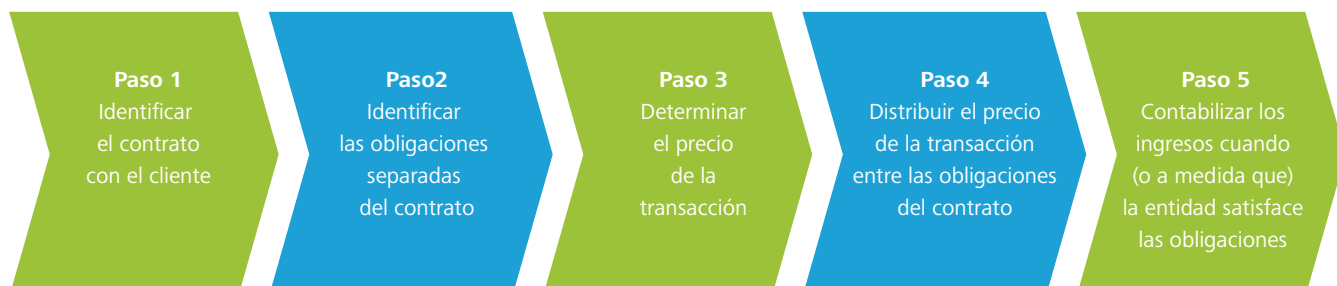 Paso 1
Identificar
el contrato
con el cliente
Paso2
Identificar
las obligaciones
separadas
del contrato
Paso 3
Determinar
el precio
de la
transacción
Paso 4
Distribuir el precio
de la transacción
entre las obligaciones
del contrato
Paso 5
Contabilizar los
ingresos cuando
(o a medida que)
la entidad satisface
las obligaciones